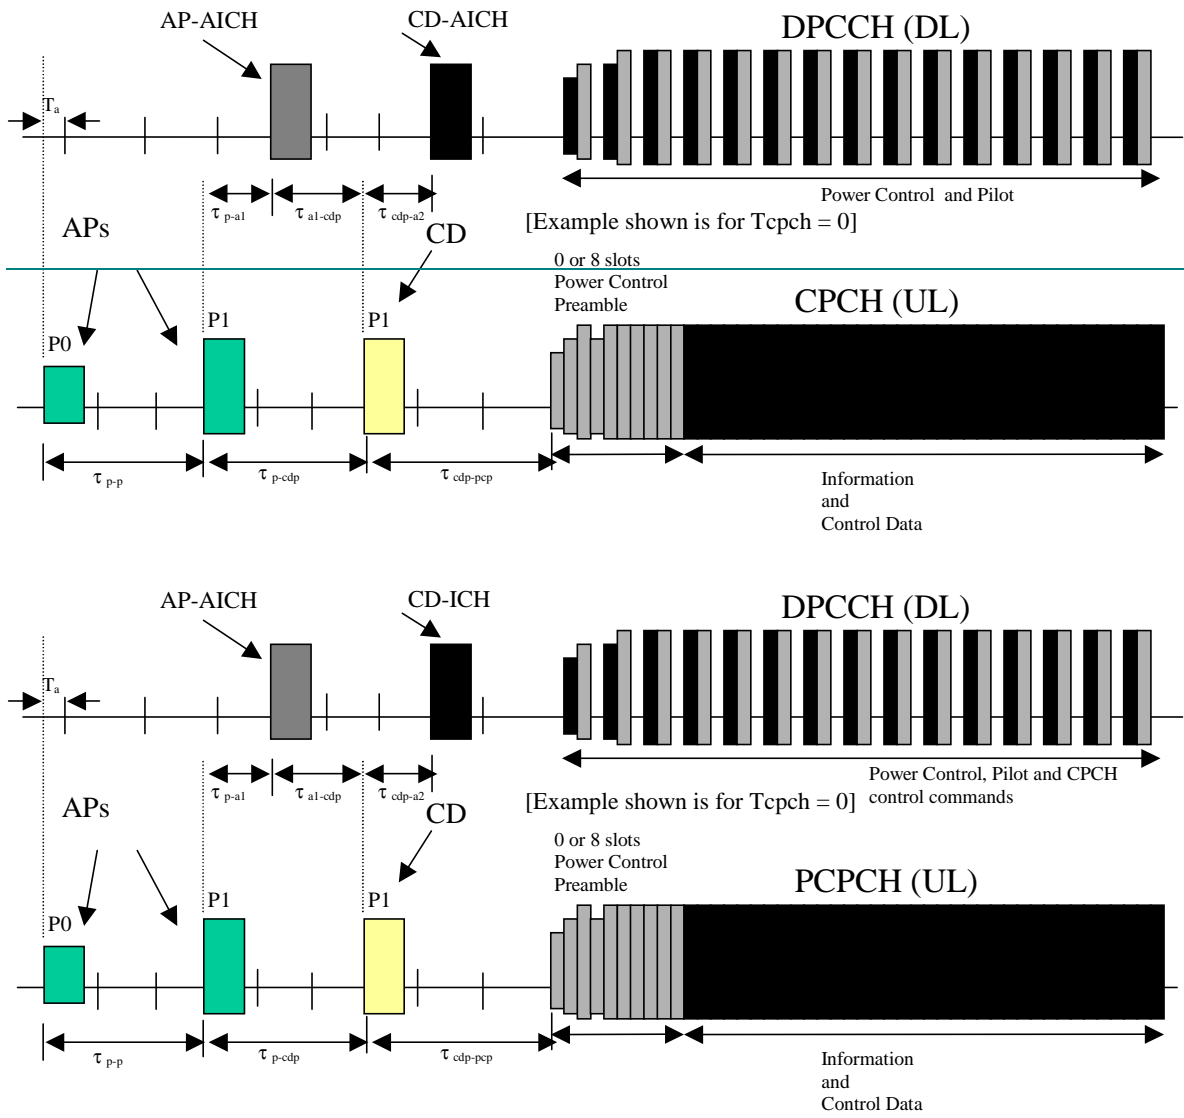 AP-AICH
CD-AICH
DPCCH (DL)
T a
Power Control and Pilot
τ p-a1
τ a1-cdp
τ cdp-a2
[Example shown is for Tcpch = 0]
APs
CD
0 or 8 slots
Power Control
Preamble
CPCH (UL)
P0
P1
P1
τ p-p
τ p-cdp
τ cdp-pcp
Information
and
Control Data
AP-AICH
CD-ICH
DPCCH (DL)
T a
Power Control, Pilot and CPCH
control commands
τ p-a1
τ a1-cdp
τ cdp-a2
[Example shown is for Tcpch = 0]
APs
CD
0 or 8 slots
Power Control
Preamble
PCPCH (UL)
P0
P1
P1
τ p-p
τ p-cdp
τ cdp-pcp
Information
and
Control Data